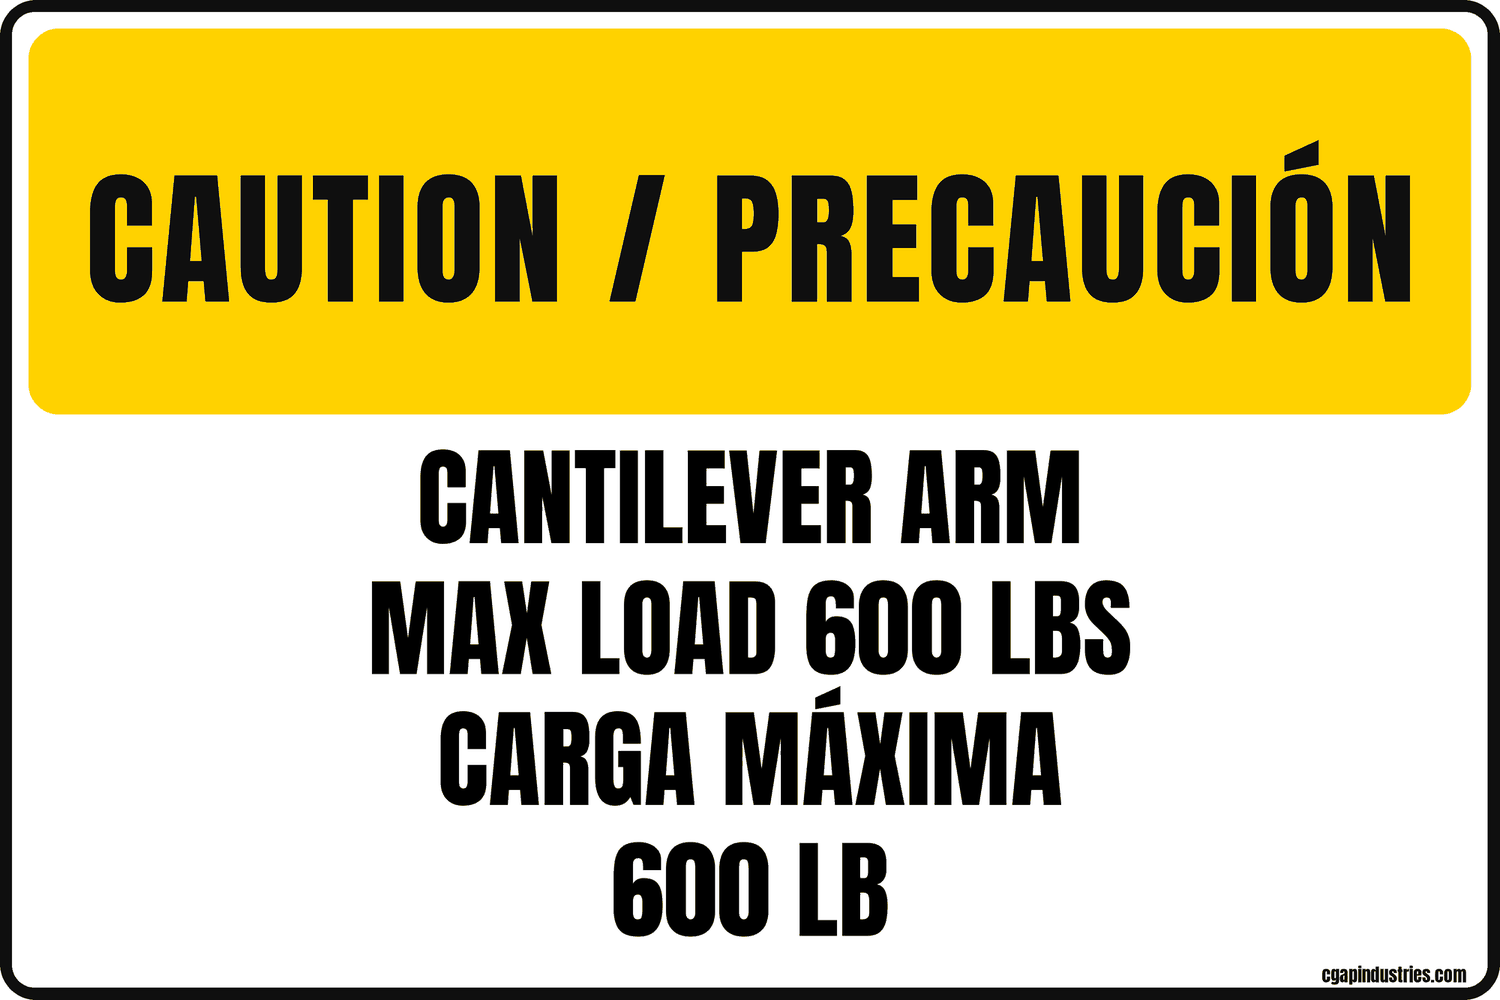 CAUTION / PRECAUCIÓN
CANTILEVER ARM
MAX LOAD 600 LBS
CARGA MÁXIMA
600 LB
cgapindustries.com